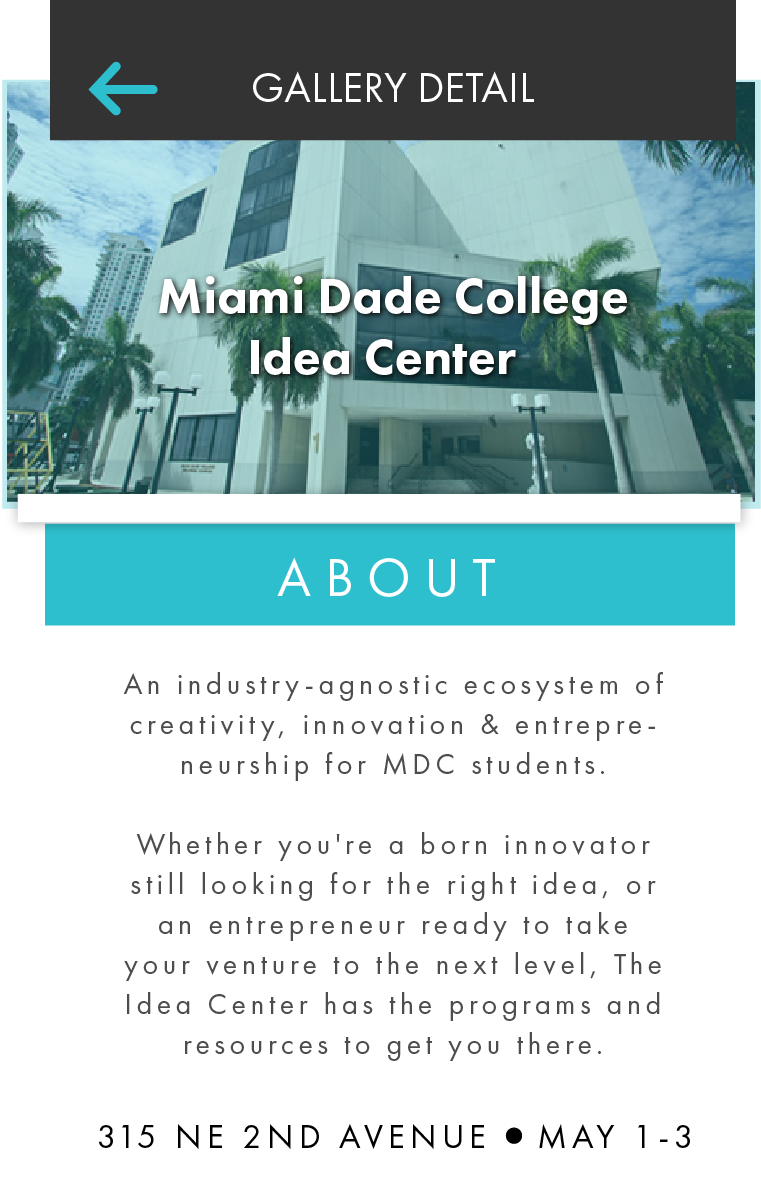 GALLERY DETAIL
Miami Dade College
Idea Center
ABOUT
An industry-agnostic ecosystem of
creativity, innovation & entrepre-
neurship for MDC students.
Whether you're a born innovator
still looking for the right idea, or
an entrepreneur ready to take
your venture to the next level, The
Idea Center has the programs and
resources to get you there.
315 NE 2ND AVENUE ● MAY 1-3